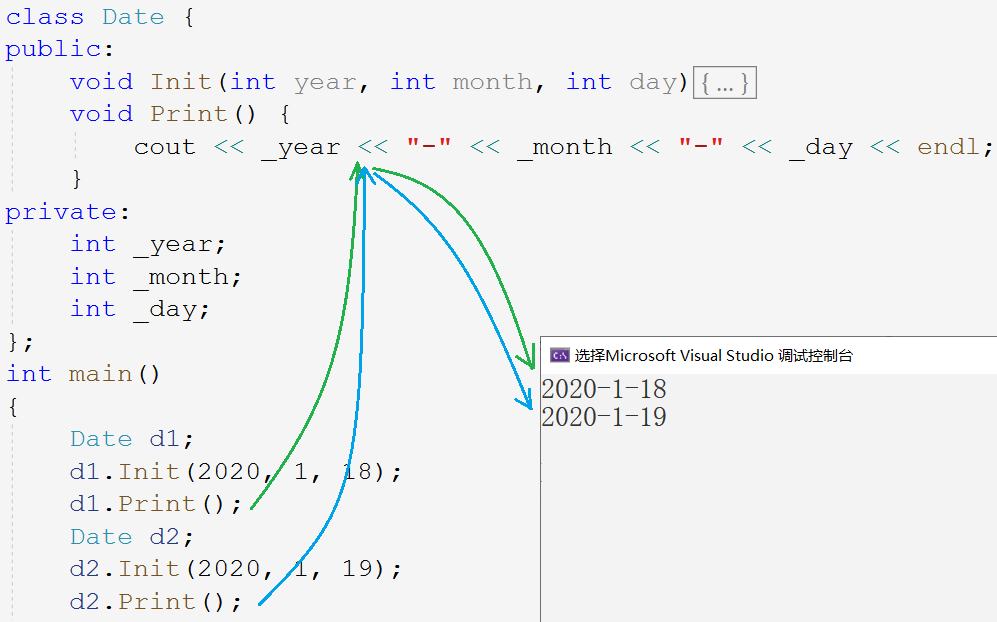 class Date {
public:
    void Init(int year, int month, int day){ ... }
    void Print() {
        cout << _year << "-" << _month << "-" << _day << endl;
    }
private:
    int _year;
    int _month;
    int _day;
};
int main()
{
    Date d1;
    d1.Init(2020, 1, 18);
    d1.Print();
    Date d2;
    d2.Init(2020, 1, 19);
    d2.Print();
选择Microsoft Visual Studio 调试控制台
2020-1-18
2020-1-19